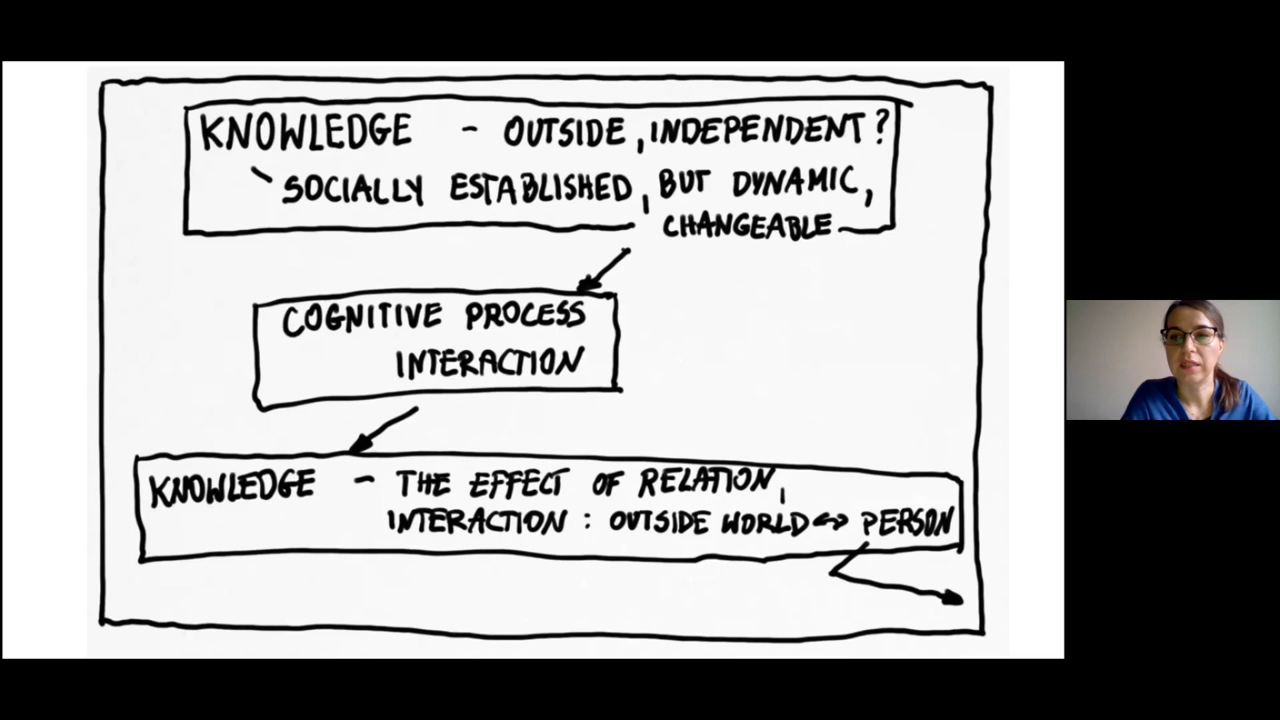 KNOWLEDGE - OUTSIDE, INDEPENDENT?
SOCIALLY ESTABLISHED, BUT DYNAMIC,
CHANGEABLE
COGNITIVE PROCESS
INTERACTION
KNOWLEDGE - THE EFFECT OF RELATION,
INTERACTION : OUTSIDE WORLD ↔ PERSON